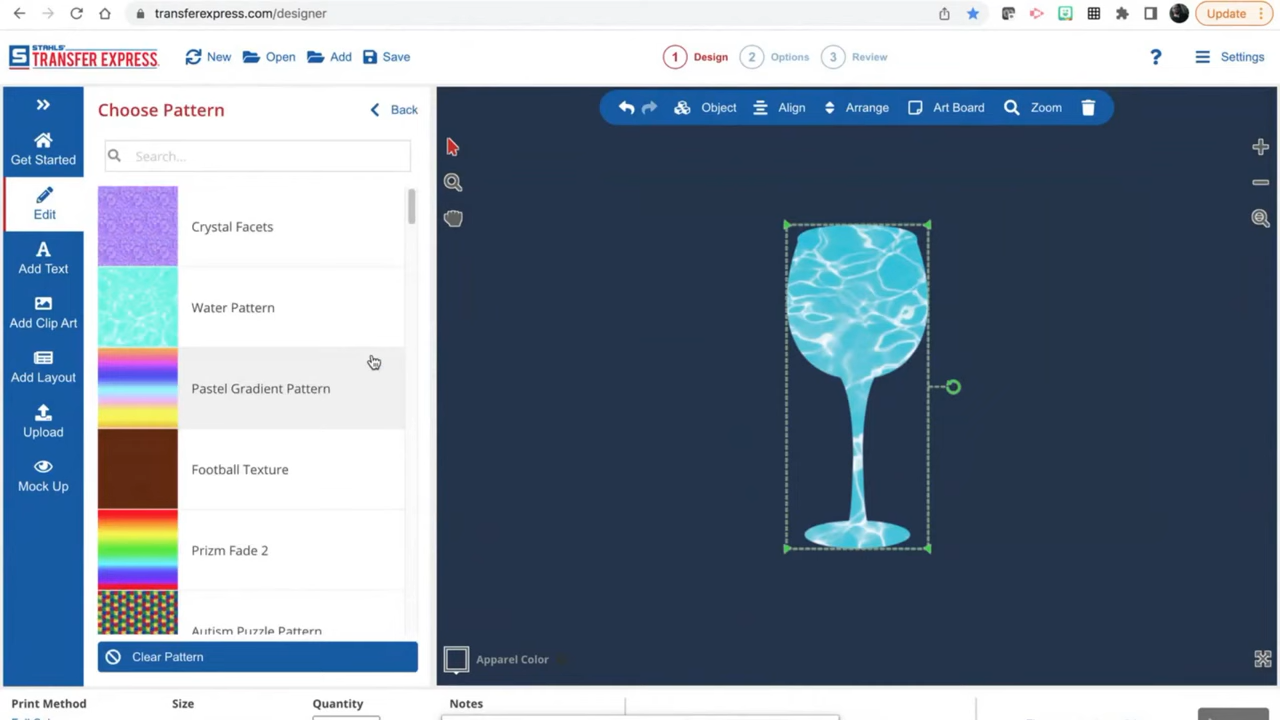 transferexpress.com/designer
Update
STAHLS'
TRANSFER EXPRESS
New
Open
Add
Save
1 Design
2 Options
3 Review
?
Settings
Get Started
Edit
A
Add Text
Add Clip Art
Add Layout
Upload
Mock Up
Choose Pattern
Back
Search...
Crystal Facets
Water Pattern
Pastel Gradient Pattern
Football Texture
Prizm Fade 2
Autism Puzzle Pattern
Clear Pattern
Object
Align
Arrange
Art Board
Zoom
Apparel Color
Print Method
Size
Quantity
Notes